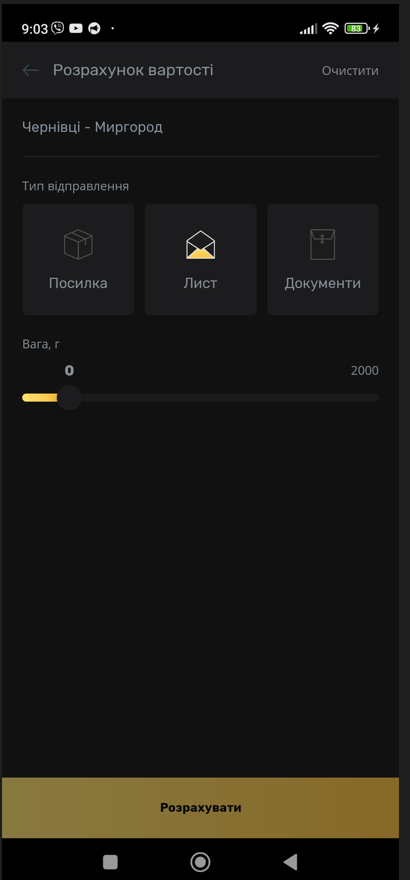 9:03
83
Розрахунок вартості
Очистити
Чернівці - Миргород
Тип відправлення
Посилка
Лист
Документи
Вага, г
0
2000
Розрахувати